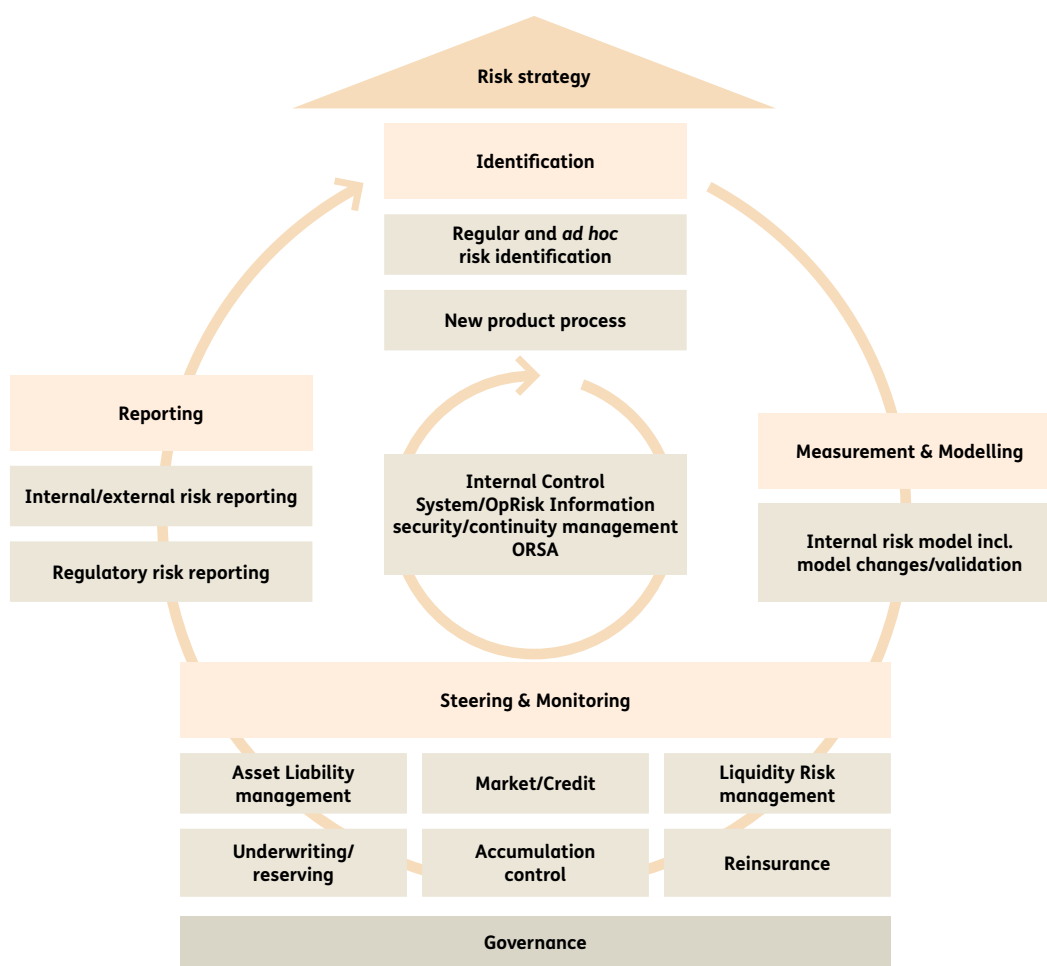 Risk strategy
Identification
Regular and ad hoc
risk identification
New product process
Reporting
Internal/external risk reporting
Regulatory risk reporting
Internal Control
System/OpRisk Information
security/continuity management
ORSA
Measurement & Modelling
Internal risk model incl.
model changes/validation
Steering & Monitoring
Asset Liability
management
Market/Credit
Liquidity Risk
management
Underwriting/
reserving
Accumulation
control
Reinsurance
Governance